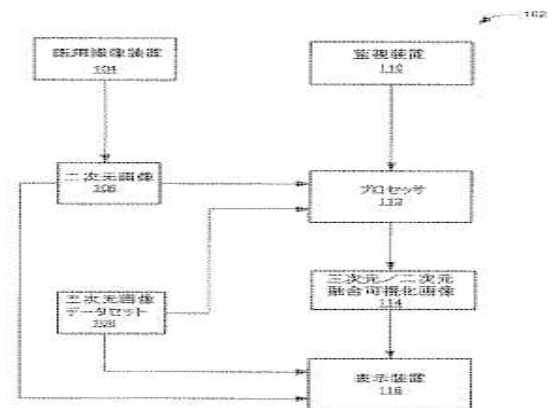 102
医用撮像装置
104
監視装置
110
二次元画像
106
プロセッサ
112
三次元画像
データセット
108
三次元／二次元
融合可視化画像
114
表示装置
116